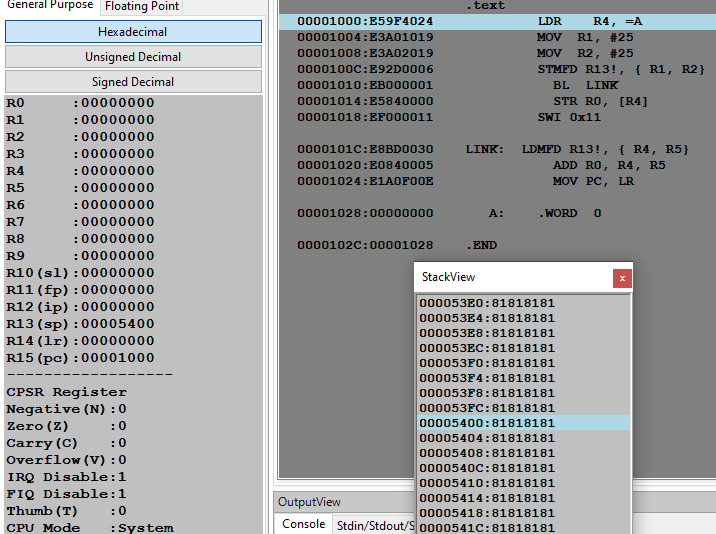 General Purpose Floating Point
Hexadecimal
Unsigned Decimal
Signed Decimal
R0 :00000000
R1 :00000000
R2 :00000000
R3 :00000000
R4 :00000000
R5 :00000000
R6 :00000000
R7 :00000000
R8 :00000000
R9 :00000000
R10(sl):00000000
R11(fp):00000000
R12(ip):00000000
R13(sp):00005400
R14(lr):00000000
R15(pc):00001000
-------------------
CPSR Register
Negative(N):0
Zero(Z) :0
Carry(C) :0
Overflow(V):0
IRQ Disable:1
FIQ Disable:1
Thumb(T) :0
CPU Mode :System
.text
00001000:E59F4024 LDR R4, =A
00001004:E3A01019 MOV R1, #25
00001008:E3A02019 MOV R2, #25
0000100C:E92D0006 STMFD R13!, { R1, R2}
00001010:EB000001 BL LINK
00001014:E5840000 STR R0, [R4]
00001018:EF000011 SWI 0x11
0000101C:E8BD0030 LINK: LDMFD R13!, { R4, R5}
00001020:E0840005 ADD R0, R4, R5
00001024:E1A0F00E MOV PC, LR
00001028:00000000 A: .WORD 0
0000102C:00001028 .END
StackView x
000053E0:81818181
000053E4:81818181
000053E8:81818181
000053EC:81818181
000053F0:81818181
000053F4:81818181
000053F8:81818181
000053FC:81818181
00005400:81818181
00005404:81818181
00005408:81818181
0000540C:81818181
00005410:81818181
00005414:81818181
00005418:81818181
0000541C:81818181
OutputView
Console Stdin/Stdout/S